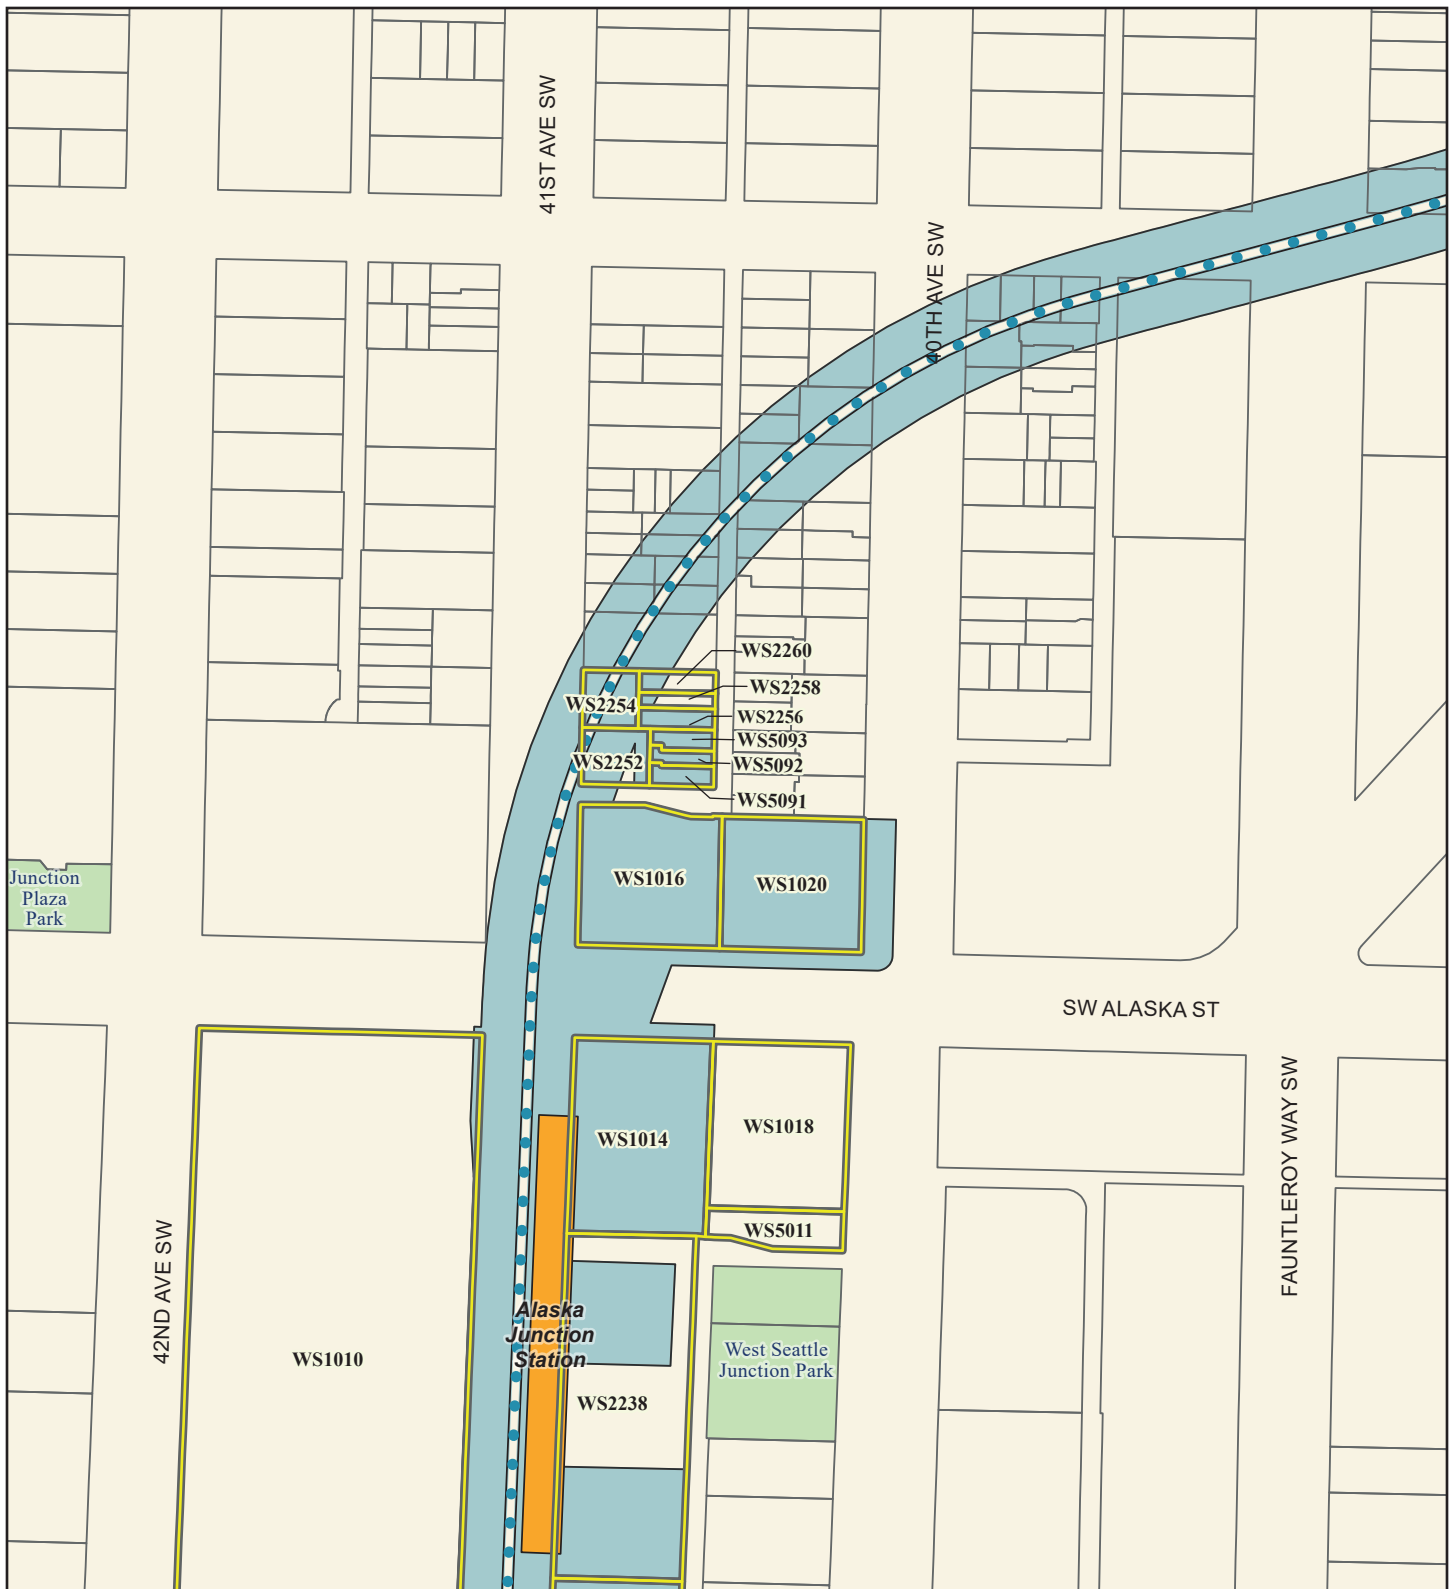 41ST AVE SW
40TH AVE SW
WS2260
WS2258
WS2254
WS2256
WS5093
WS2252
WS5092
WS5091
Junction
Plaza
Park
WS1016
WS1020
SW ALASKA ST
WS1014
WS1018
WS5011
42ND AVE SW
FAUNTLEROY WAY SW
Alaska
Junction
Station
WS1010
West Seattle
Junction Park
WS2238